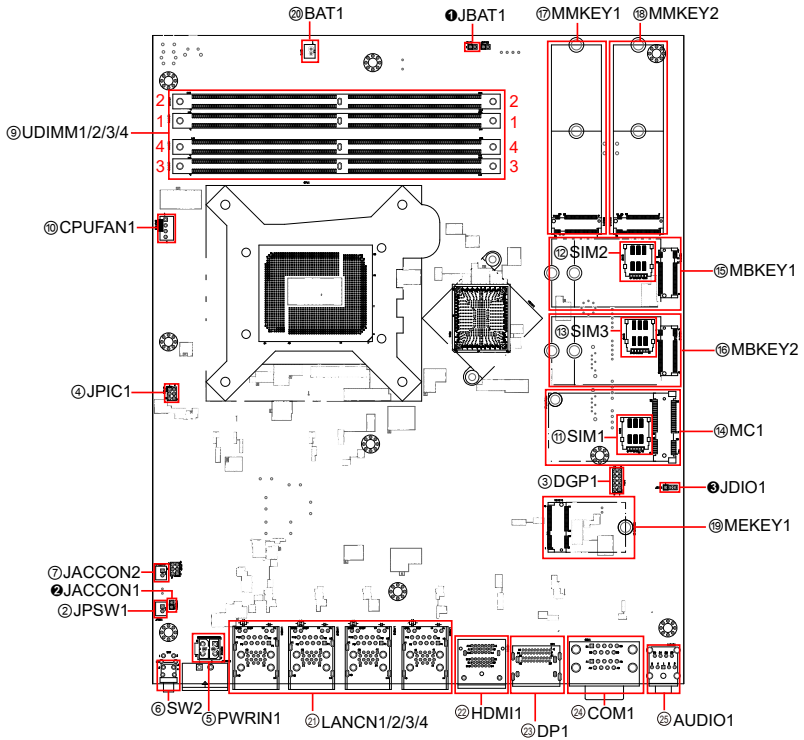 ⑳BAT1
❶JBAT1
⑰MMKEY1
⑱MMKEY2
2 2
⑨UDIMM1/2/3/4
1 1
4 4
3 3
⑩CPUFAN1
⑫SIM2
⑮MBKEY1
⑬SIM3
⑯MBKEY2
④JPIC1
⑪SIM1
⑭MC1
③DGP1
❸JDIO1
⑲MEKEY1
⑦JACCON2
❷JACCON1
②JPSW1
⑥SW2
⑤PWRIN1
㉑LANCN1/2/3/4
㉒HDMI1
㉓DP1
㉔COM1
㉕AUDIO1